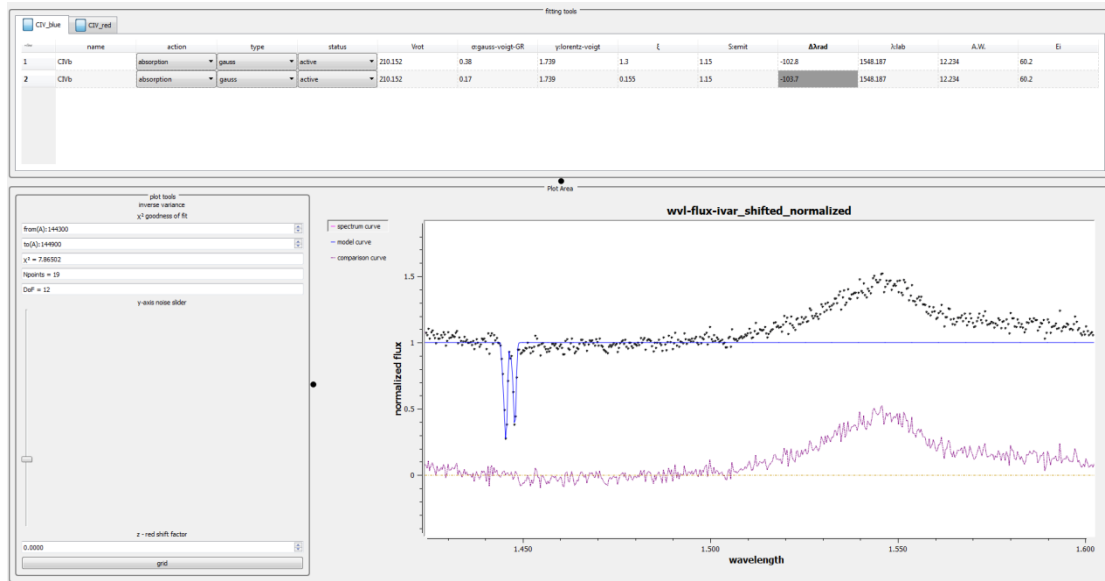 fitting tools
CIV_blue CIV_red
name action type status Vrot α:gauss-voigt-GR γ:lorentz-voigt ξ S:emit Δλrad λ:lab A.W. Ei
1 CIVb absorption gauss active 210.152 0.38 1.739 1.3 1.15 -102.8 1548.187 12.234 60.2
2 CIVb absorption gauss active 210.152 0.17 1.739 0.155 1.15 -103.7 1548.187 12.234 60.2
Plot Area
plot tools
inverse variance
χ² goodness of fit
from(A):144300
to(A):144900
χ² = 7.86502
Npoints = 19
DoF = 12
y-axis noise slider
z - red shift factor
0.0000
grid
spectrum curve
model curve
comparison curve
wvl-flux-ivar_shifted_normalized
normalized flux
1.5
1
0.5
0
1.450 1.500 1.550 1.600
wavelength